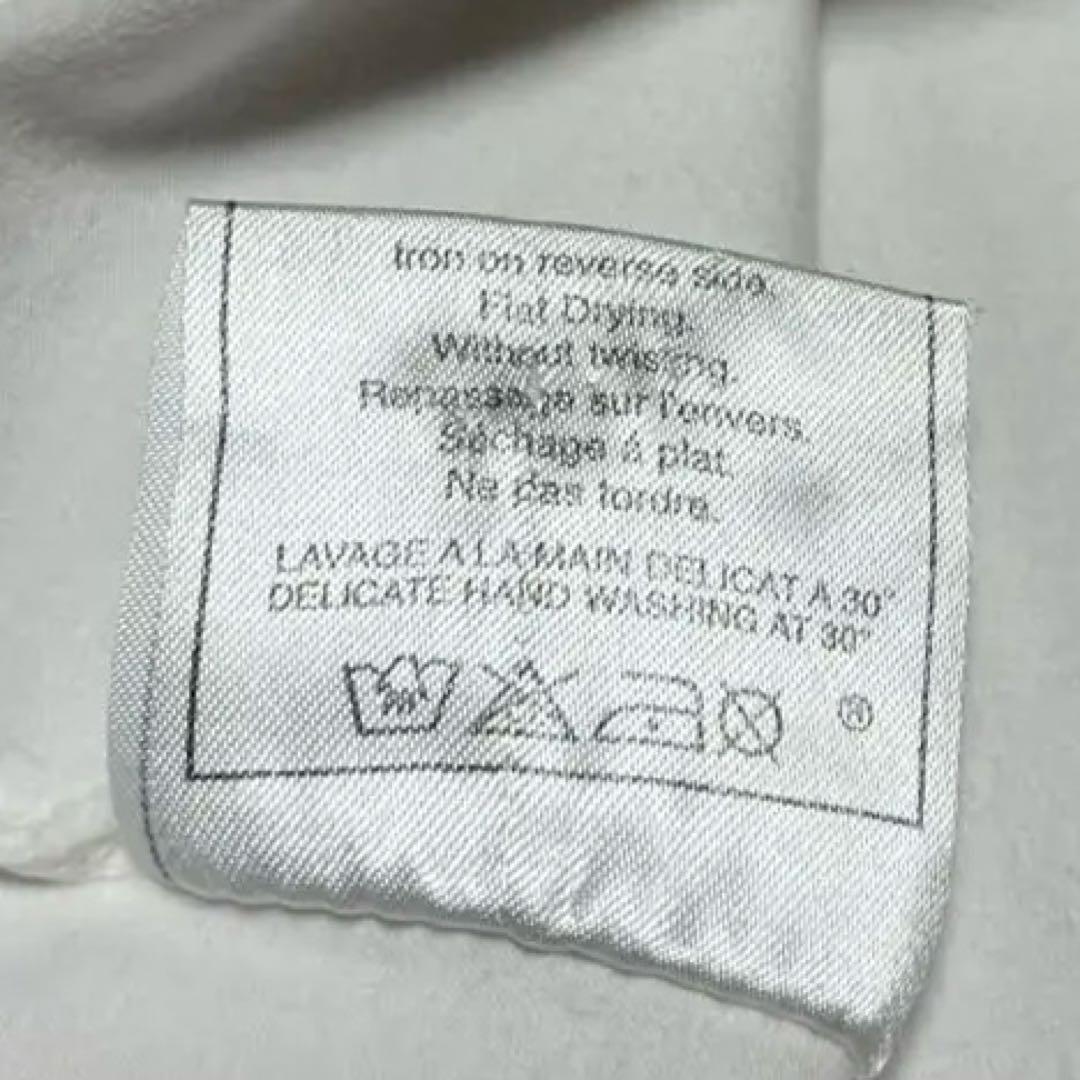 Iron on reverse side.
Flat Drying.
Without twisting.
Repassage sur l'envers.
Séchage à plat.
Ne pas tordre.
LAVAGE A LA MAIN DELICAT A 30°
DELICATE HAND WASHING AT 30°
®